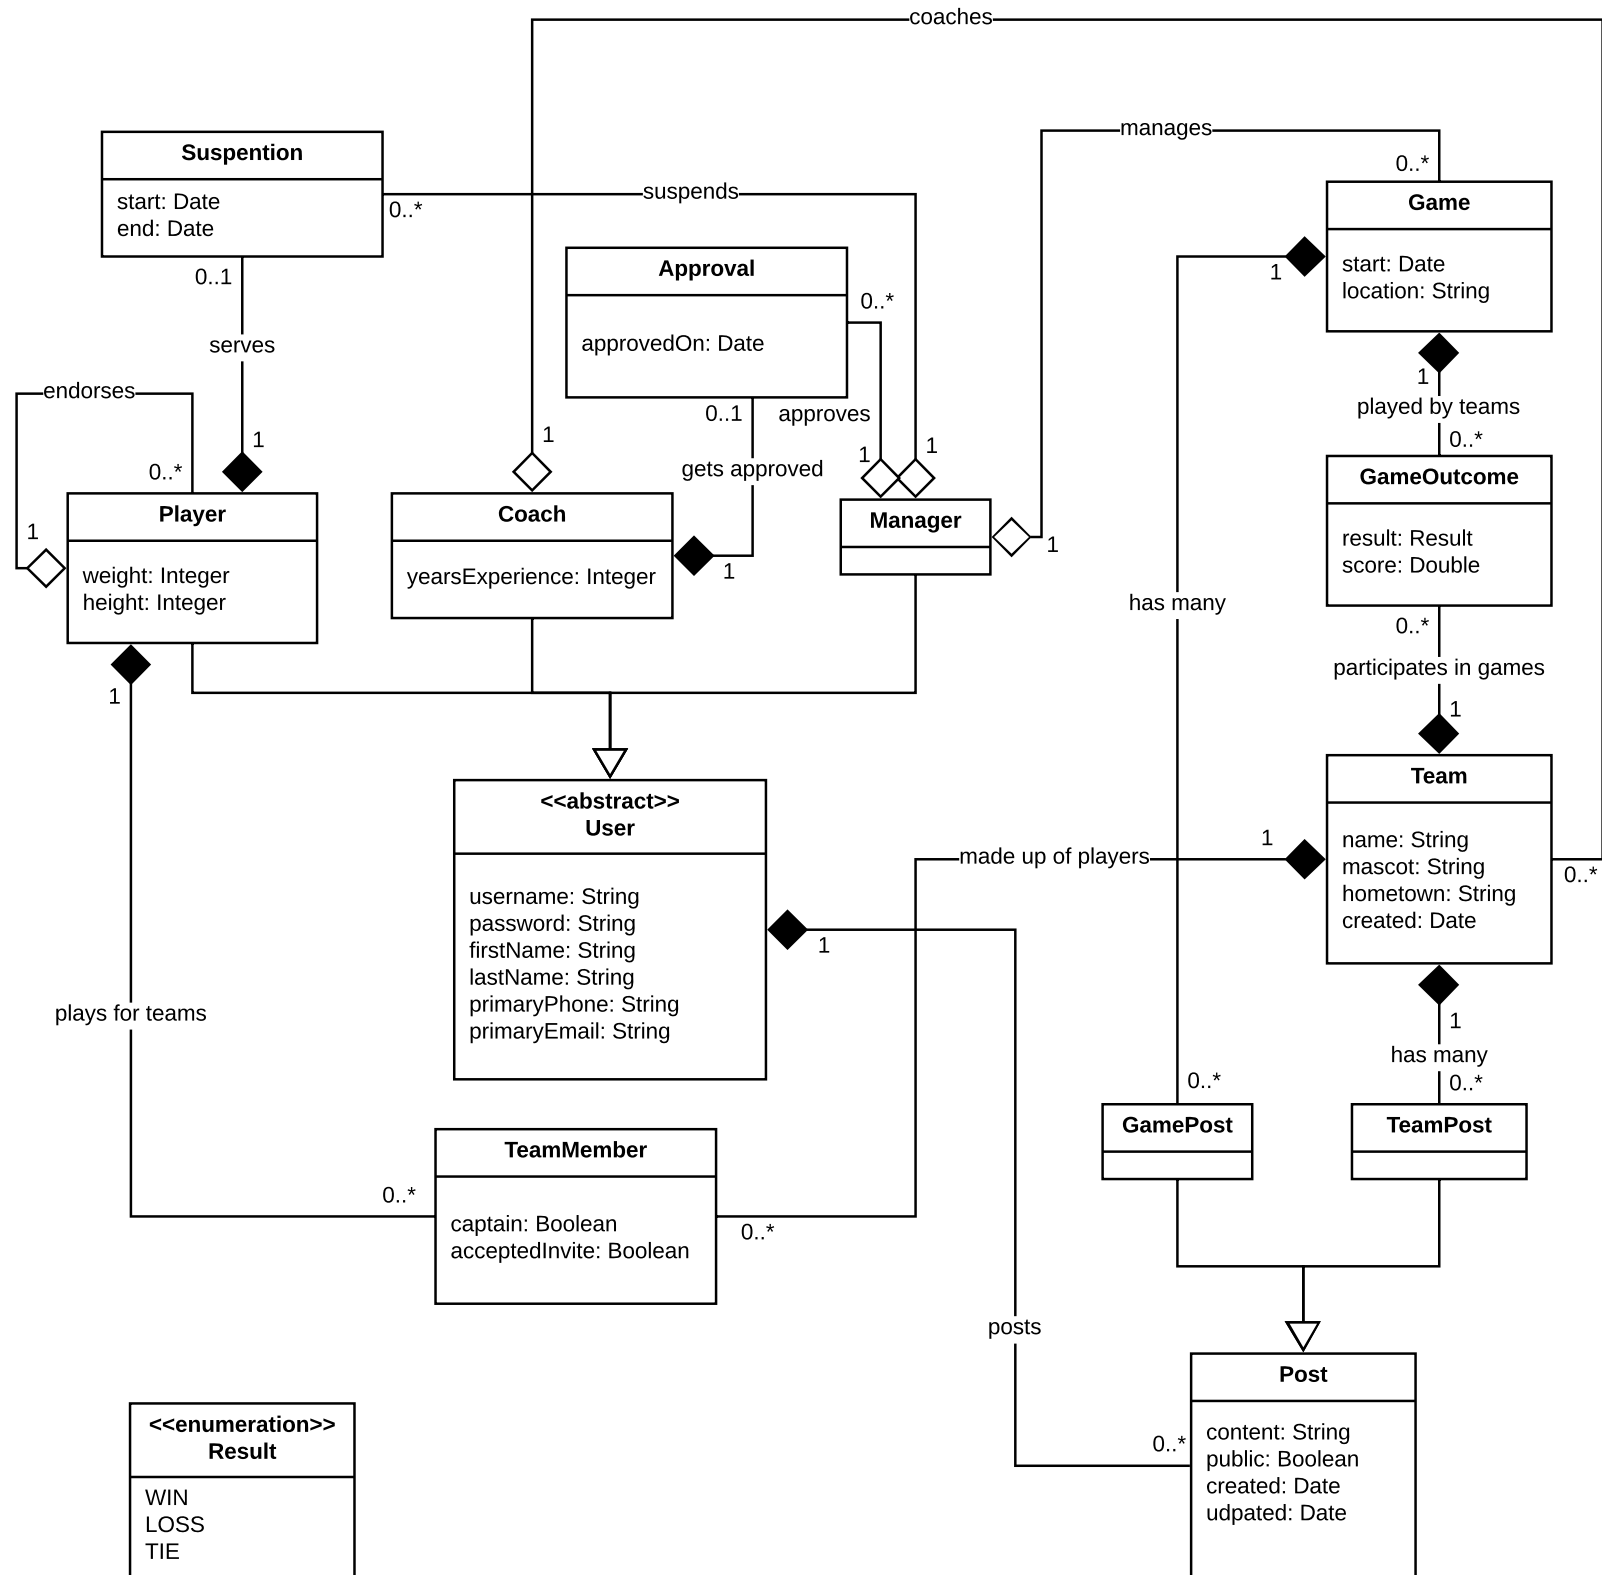 coaches
manages
Suspention
start: Date
end: Date
suspends
0..*
0..*
Game
start: Date
location: String
0..1
serves
1
Approval
approvedOn: Date
0..*
1
endorses
0..*
1
1
0..1
approves
gets approved
1
1
1
played by teams
0..*
GameOutcome
result: Result
score: Double
Player
weight: Integer
height: Integer
Coach
yearsExperience: Integer
1
Manager
1
has many
0..*
participates in games
1
1
Team
name: String
mascot: String
hometown: String
created: Date
0..*
<<abstract>>
User
username: String
password: String
firstName: String
lastName: String
primaryPhone: String
primaryEmail: String
made up of players
1
1
plays for teams
1
has many
0..*
0..*
GamePost
TeamPost
TeamMember
captain: Boolean
acceptedInvite: Boolean
0..*
0..*
posts
0..*
Post
content: String
public: Boolean
created: Date
udpated: Date
<<enumeration>>
Result
WIN
LOSS
TIE